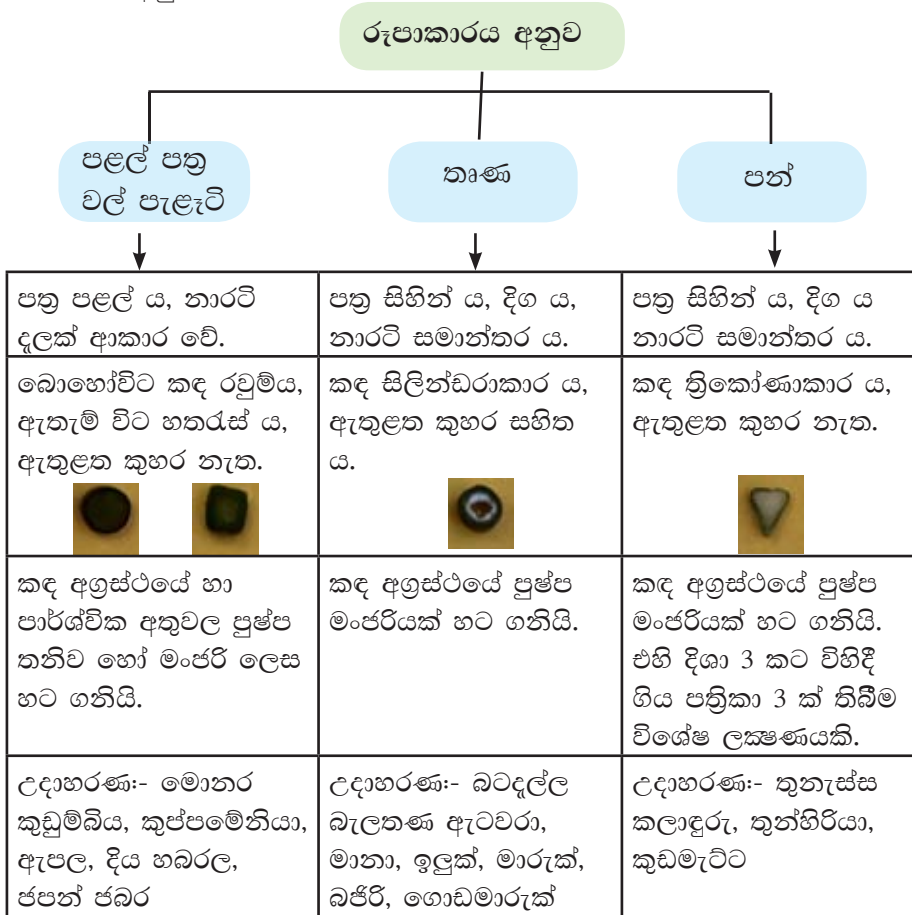 රූපාකාරය අනුව
පළල් පත්‍ර
වල් පැළෑටි
තෘණ
පන්
පත්‍ර පළල් ය, නාරටි
දැලක් ආකාර වේ.
පත්‍ර සිහින් ය, දිග ය,
නාරටි සමාන්තර ය.
පත්‍ර සිහින් ය, දිග ය
නාරටි සමාන්තර ය.
බොහෝවිට කඳ රවුම්ය,
ඇතැම් විට හතරැස් ය,
ඇතුළත කුහර නැත.
කඳ සිලින්ඩරාකාර ය,
ඇතුළත කුහර සහිත
ය.
කඳ ත්‍රිකෝණාකාර ය,
ඇතුළත කුහර නැත.
කඳ අග්‍රස්ථයේ හා
පාර්ශ්වික අතුවල පුෂ්ප
තනිව හෝ මංජරි ලෙස
හට ගනියි.
කඳ අග්‍රස්ථයේ පුෂ්ප
මංජරියක් හට ගනියි.
කඳ අග්‍රස්ථයේ පුෂ්ප
මංජරියක් හට ගනියි.
එහි දිශා 3 කට විහිදී
ගිය පත්‍රිකා 3 ක් තිබීම
විශේෂ ලක්‍ෂණයකි.
උදාහරණ:- මොනර
කුඩුම්බිය, කුප්පමේනියා,
ඇපල, දිය හබරල,
ජපන් ජබර
උදාහරණ:- බටදැල්ල
බැලතණ ඇටවරා,
මානා, ඉලුක්, මාරුක්,
බජිරි, ගොඩමාරුක්
උදාහරණ:- තුනැස්ස
කලාඳුරු, තුන්හිරියා,
කුඩමැට්ට